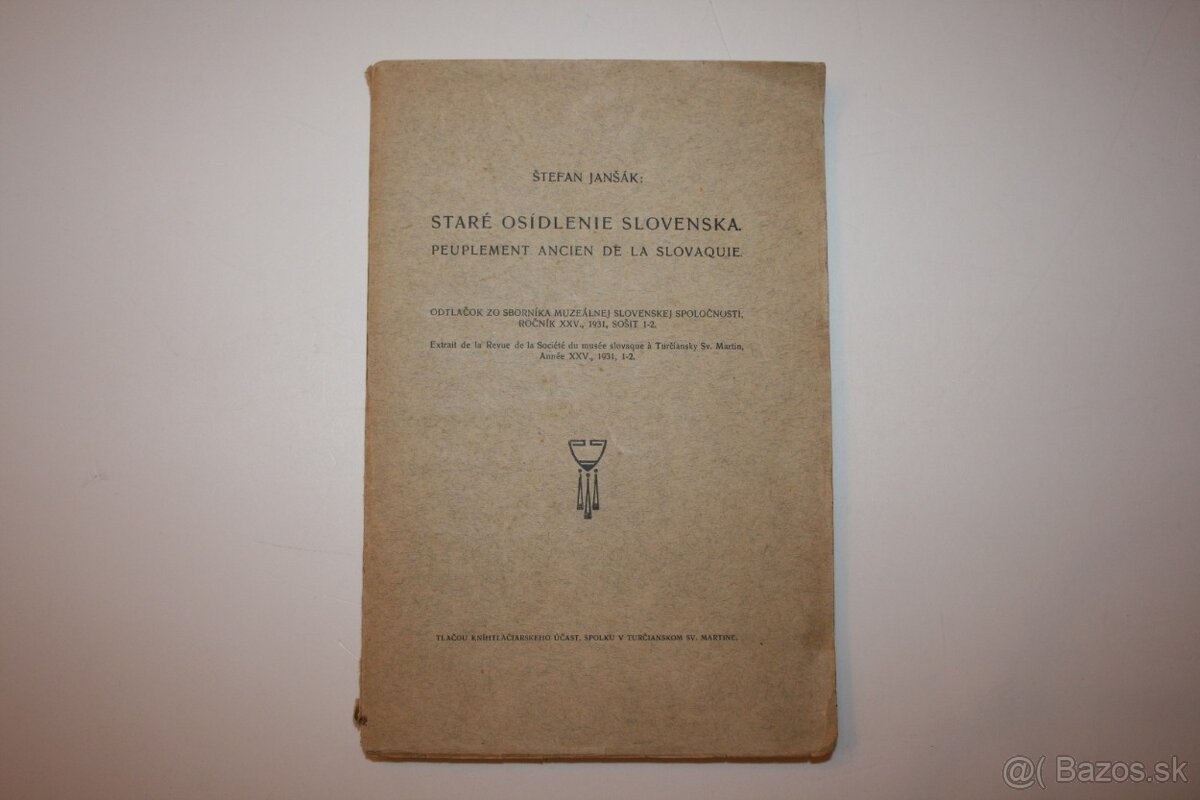 ŠTEFAN JANŠÁK:
STARÉ OSÍDLENIE SLOVENSKA.
PEUPLEMENT ANCIEN DE LA SLOVAQUIE.
ODTLAČOK ZO SBORNÍKA MUZEÁLNEJ SLOVENSKEJ SPOLOČNOSTI,
ROČNÍK XXV., 1931, SOŠIT 1-2.
Extrait de la Revue de la Société du musée slovaque à Turčiansky Sv. Martin,
Année XXV., 1931, 1-2.
TLAČOU KNÍHTLAČIARSKEHO ÚČAST. SPOLKU V TURČIANSKOM SV. MARTINE.
@( Bazos.sk